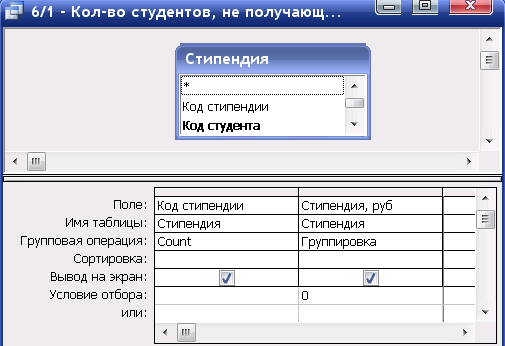 6/1 - Кол-во студентов, не получающ...
Стипендия
*
Код стипендии
Код студента
Поле: Код стипендии Стипендия, руб
Имя таблицы: Стипендия Стипендия
Групповая операция: Count Группировка
Сортировка:
Вывод на экран:
Условие отбора: 0
или: